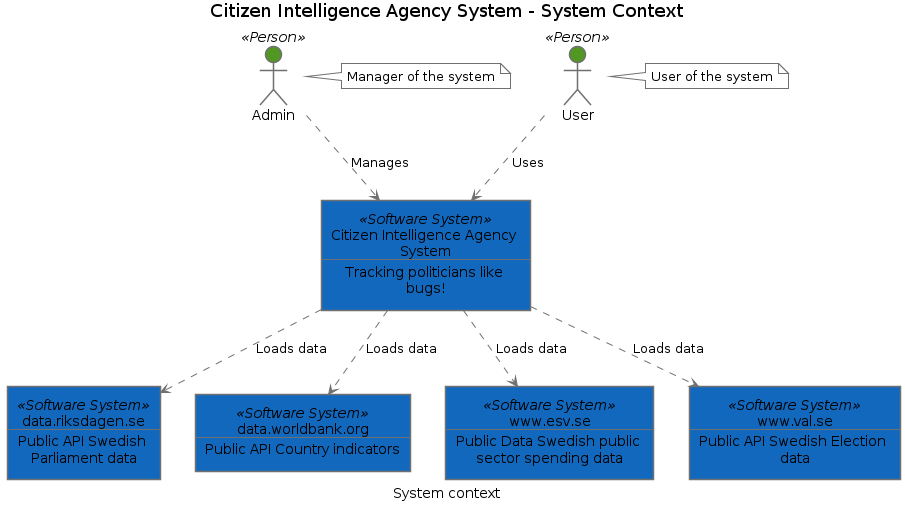 Citizen Intelligence Agency System - System Context
«Person»
Admin
Manager of the system
«Person»
User
User of the system
Manages
Uses
«Software System»
Citizen Intelligence Agency
System
Tracking politicians like
bugs!
Loads data
Loads data
Loads data
Loads data
«Software System»
data.riksdagen.se
Public API Swedish
Parliament data
«Software System»
data.worldbank.org
Public API Country indicators
«Software System»
www.esv.se
Public Data Swedish public
sector spending data
«Software System»
www.val.se
Public API Swedish Election
data
System context